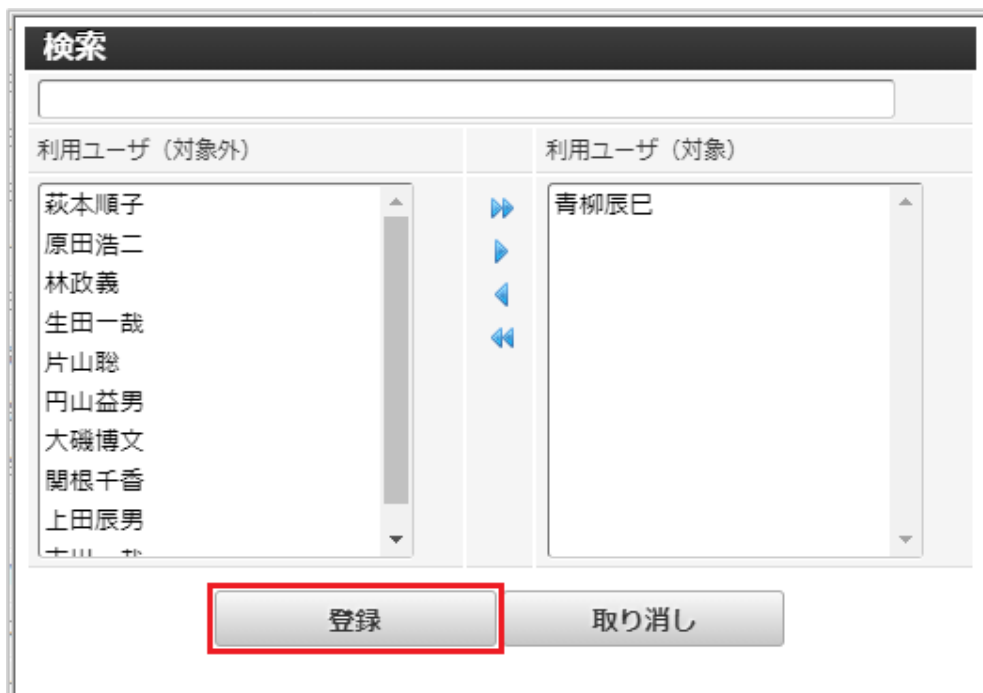 検索
利用ユーザ（対象外）
利用ユーザ（対象）
萩本順子
原田浩二
林政義
生田一哉
片山聡
円山益男
大磯博文
関根千香
上田辰男
青柳辰巳
登録
取り消し